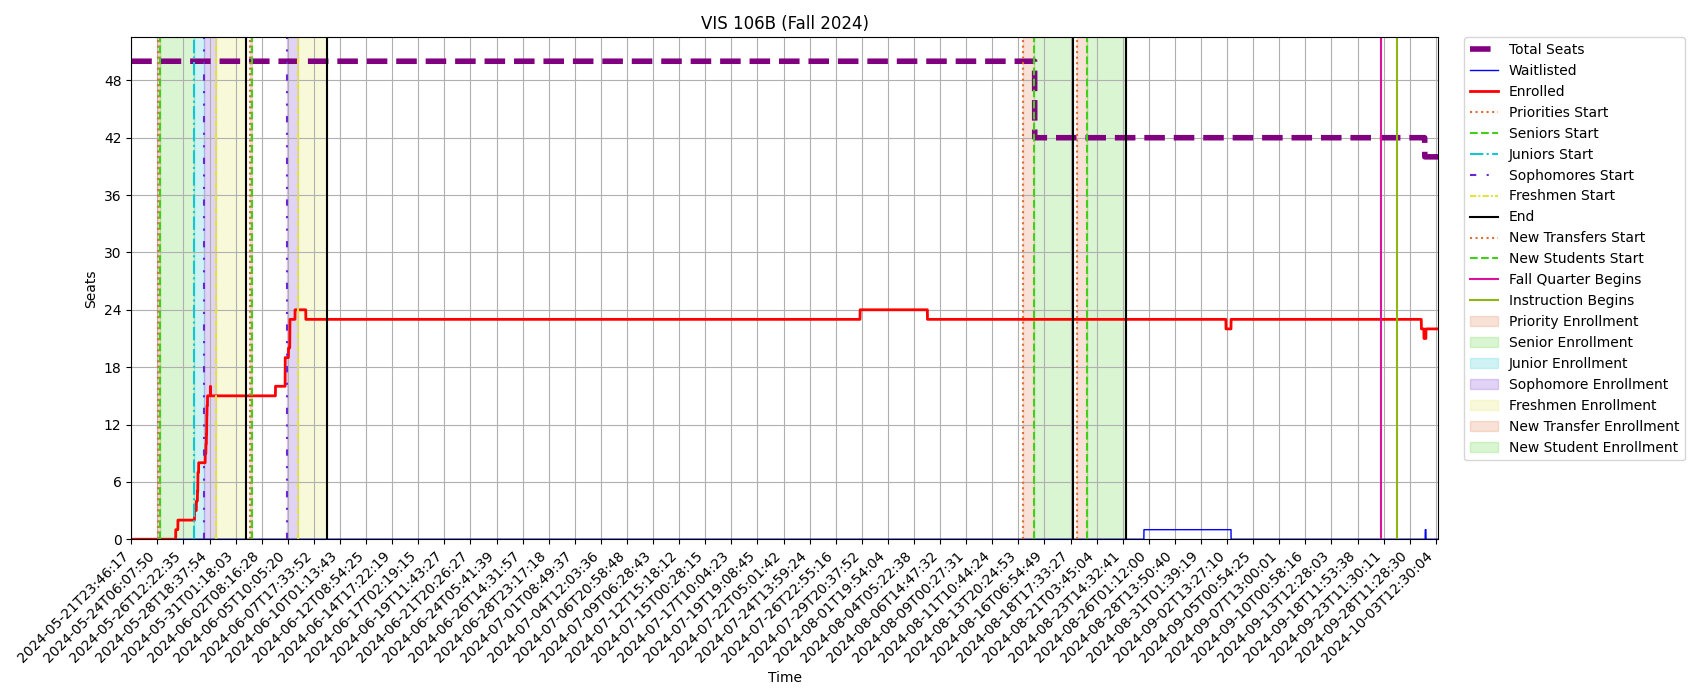 VIS 106B (Fall 2024)
Seats
48
42
36
30
24
18
12
6
0
2024-05-21T23:46:17
2024-05-24T06:07:50
2024-05-26T12:22:35
2024-05-28T18:37:54
2024-05-31T01:18:03
2024-06-02T08:16:28
2024-06-05T10:05:20
2024-06-07T17:33:52
2024-06-10T01:13:43
2024-06-12T08:54:25
2024-06-14T17:22:19
2024-06-17T02:19:15
2024-06-19T11:43:27
2024-06-21T20:26:27
2024-06-24T05:41:39
2024-06-26T14:31:57
2024-06-28T23:17:18
2024-07-01T08:49:37
2024-07-04T12:03:36
2024-07-06T20:58:48
2024-07-09T06:28:43
2024-07-12T15:18:12
2024-07-15T00:28:15
2024-07-17T10:04:23
2024-07-19T19:08:45
2024-07-22T05:01:42
2024-07-24T13:59:24
2024-07-26T22:55:16
2024-07-29T20:37:52
2024-08-01T19:54:04
2024-08-04T05:22:38
2024-08-06T14:47:32
2024-08-09T00:27:31
2024-08-11T10:44:24
2024-08-13T20:24:53
2024-08-16T06:54:49
2024-08-18T17:33:27
2024-08-21T03:45:04
2024-08-23T14:32:41
2024-08-26T01:12:00
2024-08-28T13:50:40
2024-08-31T01:39:19
2024-09-02T13:27:10
2024-09-05T00:54:25
2024-09-07T13:00:01
2024-09-10T00:58:16
2024-09-13T12:28:03
2024-09-18T11:53:38
2024-09-23T11:30:11
2024-09-28T11:28:30
2024-10-03T12:30:04
Time
Total Seats
Waitlisted
Enrolled
Priorities Start
Seniors Start
Juniors Start
Sophomores Start
Freshmen Start
End
New Transfers Start
New Students Start
Fall Quarter Begins
Instruction Begins
Priority Enrollment
Senior Enrollment
Junior Enrollment
Sophomore Enrollment
Freshmen Enrollment
New Transfer Enrollment
New Student Enrollment